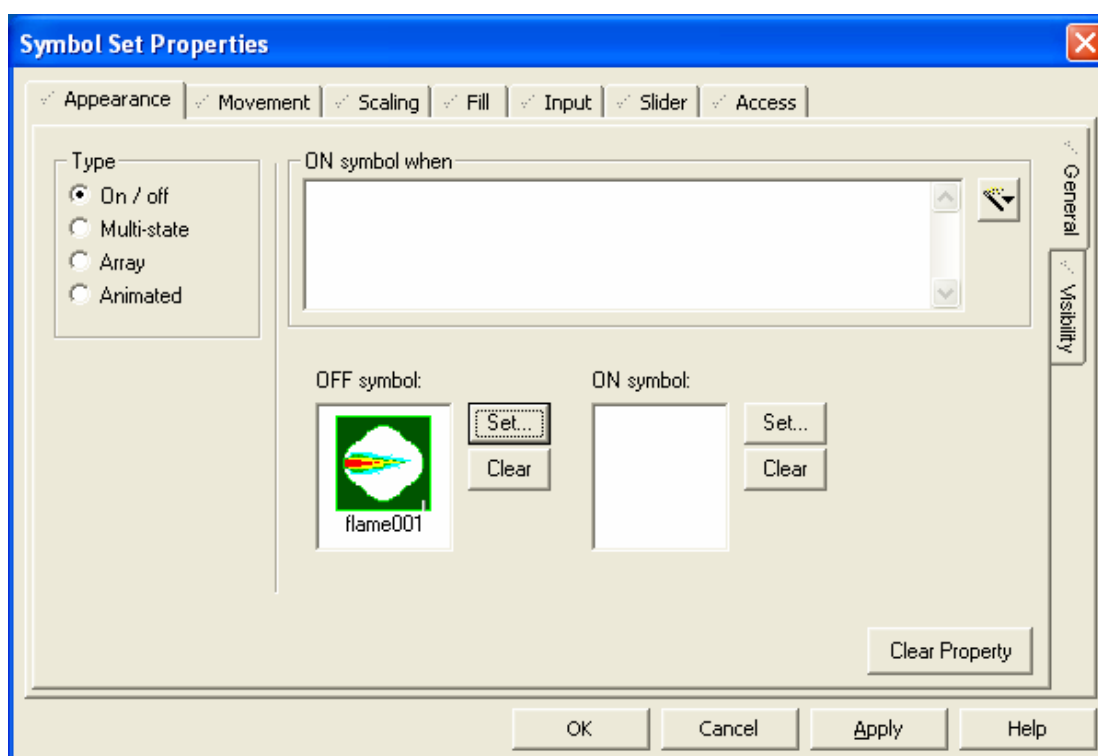 Symbol Set Properties
Appearance Movement Scaling Fill Input Slider Access
General
Visibility
Type
On / off
Multi-state
Array
Animated
ON symbol when
OFF symbol:
flame001
Set...
Clear
ON symbol:
Set...
Clear
Clear Property
OK Cancel Apply Help